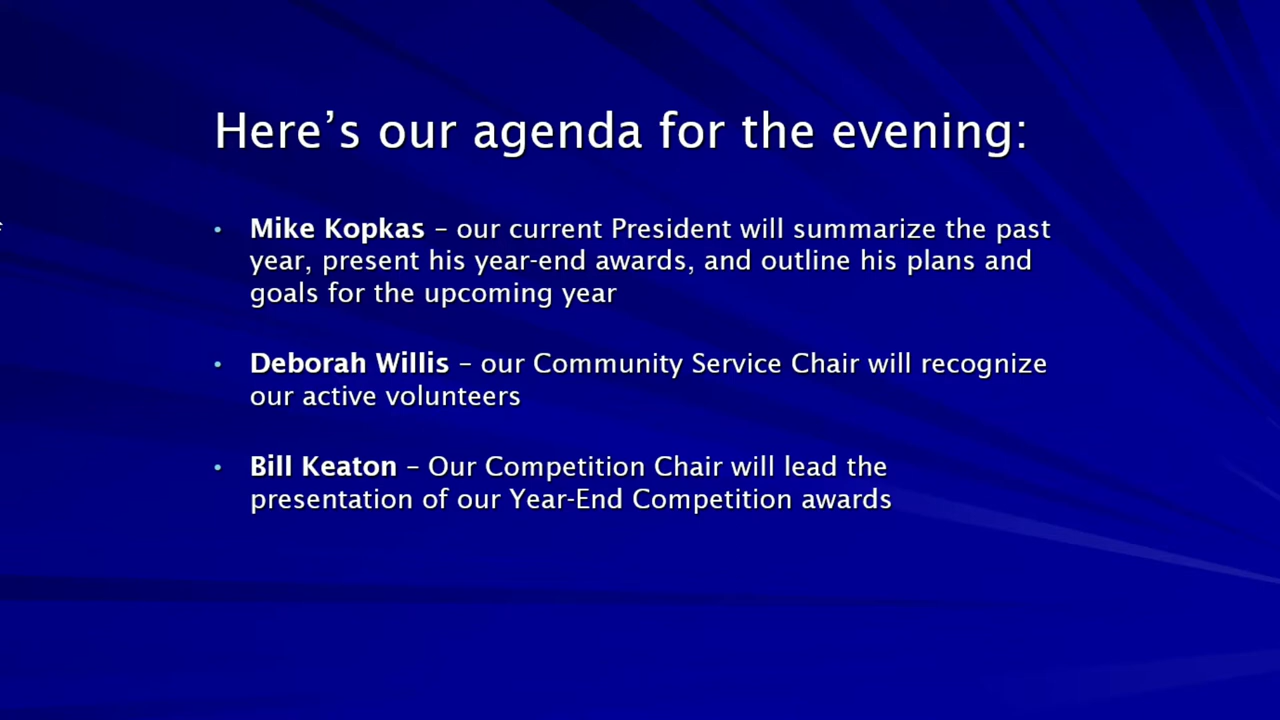 Here’s our agenda for the evening:
• Mike Kopkas – our current President will summarize the past
year, present his year-end awards, and outline his plans and
goals for the upcoming year
• Deborah Willis – our Community Service Chair will recognize
our active volunteers
• Bill Keaton – Our Competition Chair will lead the
presentation of our Year-End Competition awards